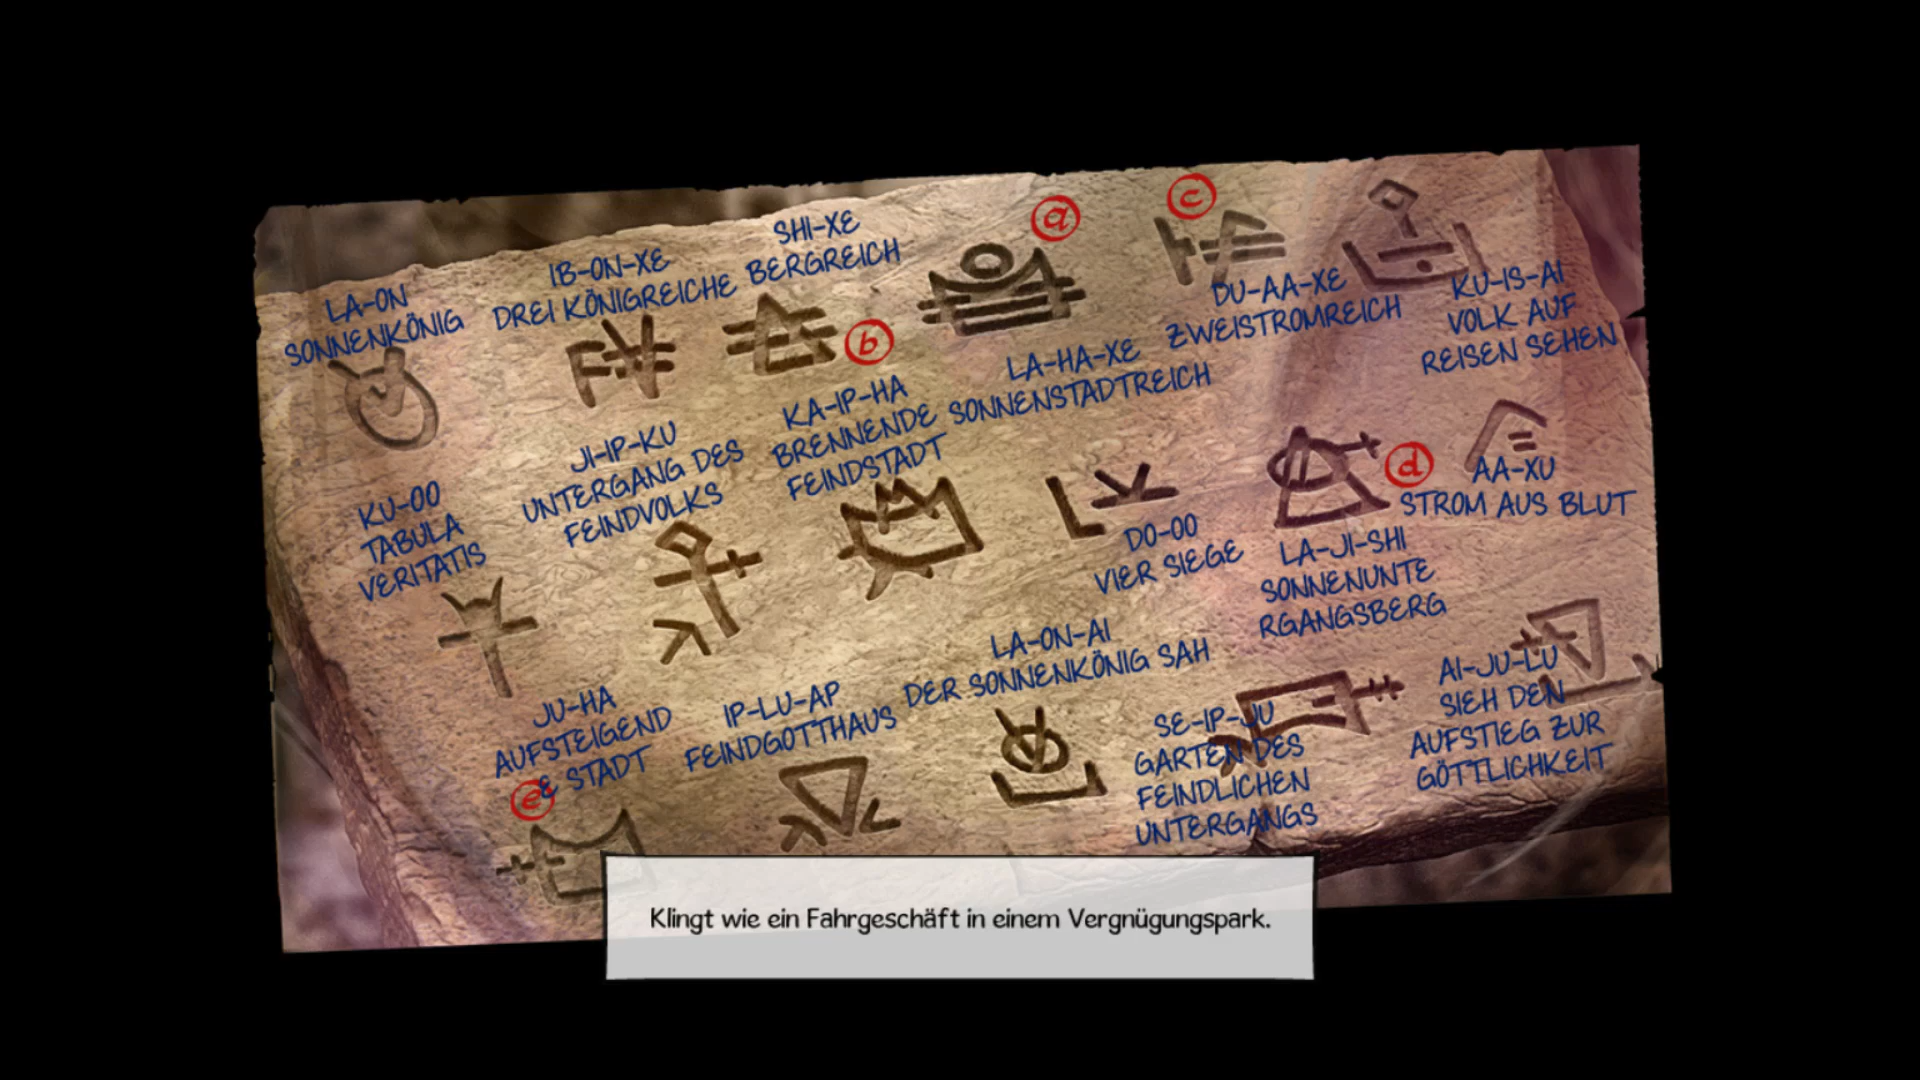 LA-ON
SONNENKÖNIG
IB-ON-XE
DREI KÖNIGREICHE
SHI-XE
BERGREICH
b
a
LA-HA-XE
SONNENSTADTREICH
c
DU-AA-XE
ZWEISTROMREICH
KU-IS-AI
VOLK AUF
REISEN SEHEN
KU-OO
TABULA
VERITATIS
JI-IP-KU
UNTERGANG DES
FEINDVOLKS
KA-IP-HA
BRENNENDE
FEINDSTADT
DO-OO
VIER SIEGE
d
LA-JI-SHI
SONNENUNTE
RGANGSBERG
AA-XU
STROM AUS BLUT
JU-HA
AUFSTEIGEND
E STADT
e
IP-LU-AP
FEINDGOTTHAUS
LA-ON-AI
DER SONNENKÖNIG SAH
SE-IP-JU
GARTEN DES
FEINDLICHEN
UNTERGANGS
AI-JU-LU
SIEH DEN
AUFSTIEG ZUR
GÖTTLICHKEIT
Klingt wie ein Fahrgeschäft in einem Vergnügungspark.